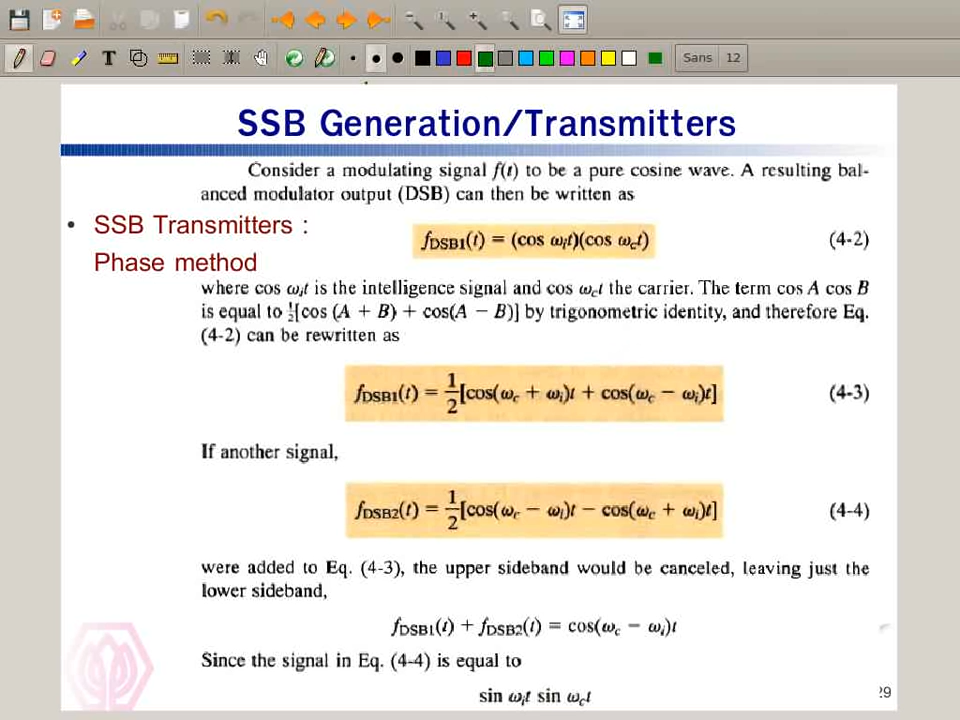 Sans 12
SSB Generation/Transmitters
Consider a modulating signal f(t) to be a pure cosine wave. A resulting bal-
anced modulator output (DSB) can then be written as
• SSB Transmitters :
Phase method
fDSB1(t) = (cos ωit)(cos ωct) (4-2)
where cos ωit is the intelligence signal and cos ωct the carrier. The term cos A cos B
is equal to ½[cos (A + B) + cos(A − B)] by trigonometric identity, and therefore Eq.
(4-2) can be rewritten as
fDSB1(t) = 1/2[cos(ωc + ωi)t + cos(ωc − ωi)t] (4-3)
If another signal,
fDSB2(t) = 1/2[cos(ωc − ωi)t − cos(ωc + ωi)t] (4-4)
were added to Eq. (4-3), the upper sideband would be canceled, leaving just the
lower sideband,
fDSB1(t) + fDSB2(t) = cos(ωc − ωi)t
Since the signal in Eq. (4-4) is equal to
sin ωit sin ωct
29